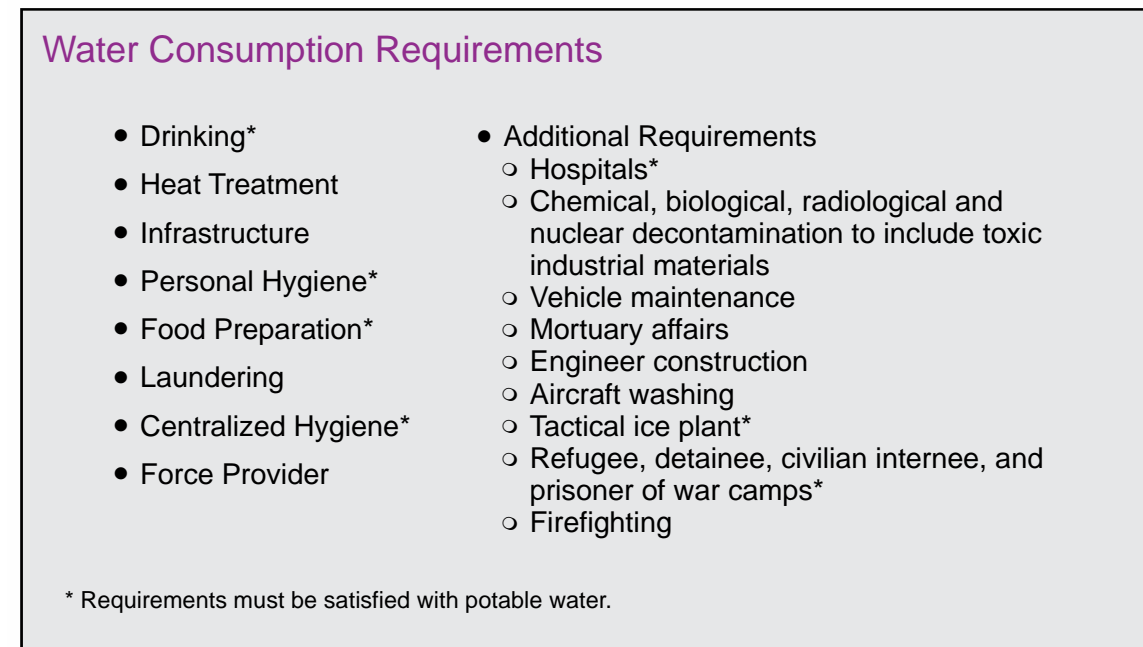 Water Consumption Requirements
• Drinking*
• Heat Treatment
• Infrastructure
• Personal Hygiene*
• Food Preparation*
• Laundering
• Centralized Hygiene*
• Force Provider
• Additional Requirements
○ Hospitals*
○ Chemical, biological, radiological and
nuclear decontamination to include toxic
industrial materials
○ Vehicle maintenance
○ Mortuary affairs
○ Engineer construction
○ Aircraft washing
○ Tactical ice plant*
○ Refugee, detainee, civilian internee, and
prisoner of war camps*
○ Firefighting
* Requirements must be satisfied with potable water.